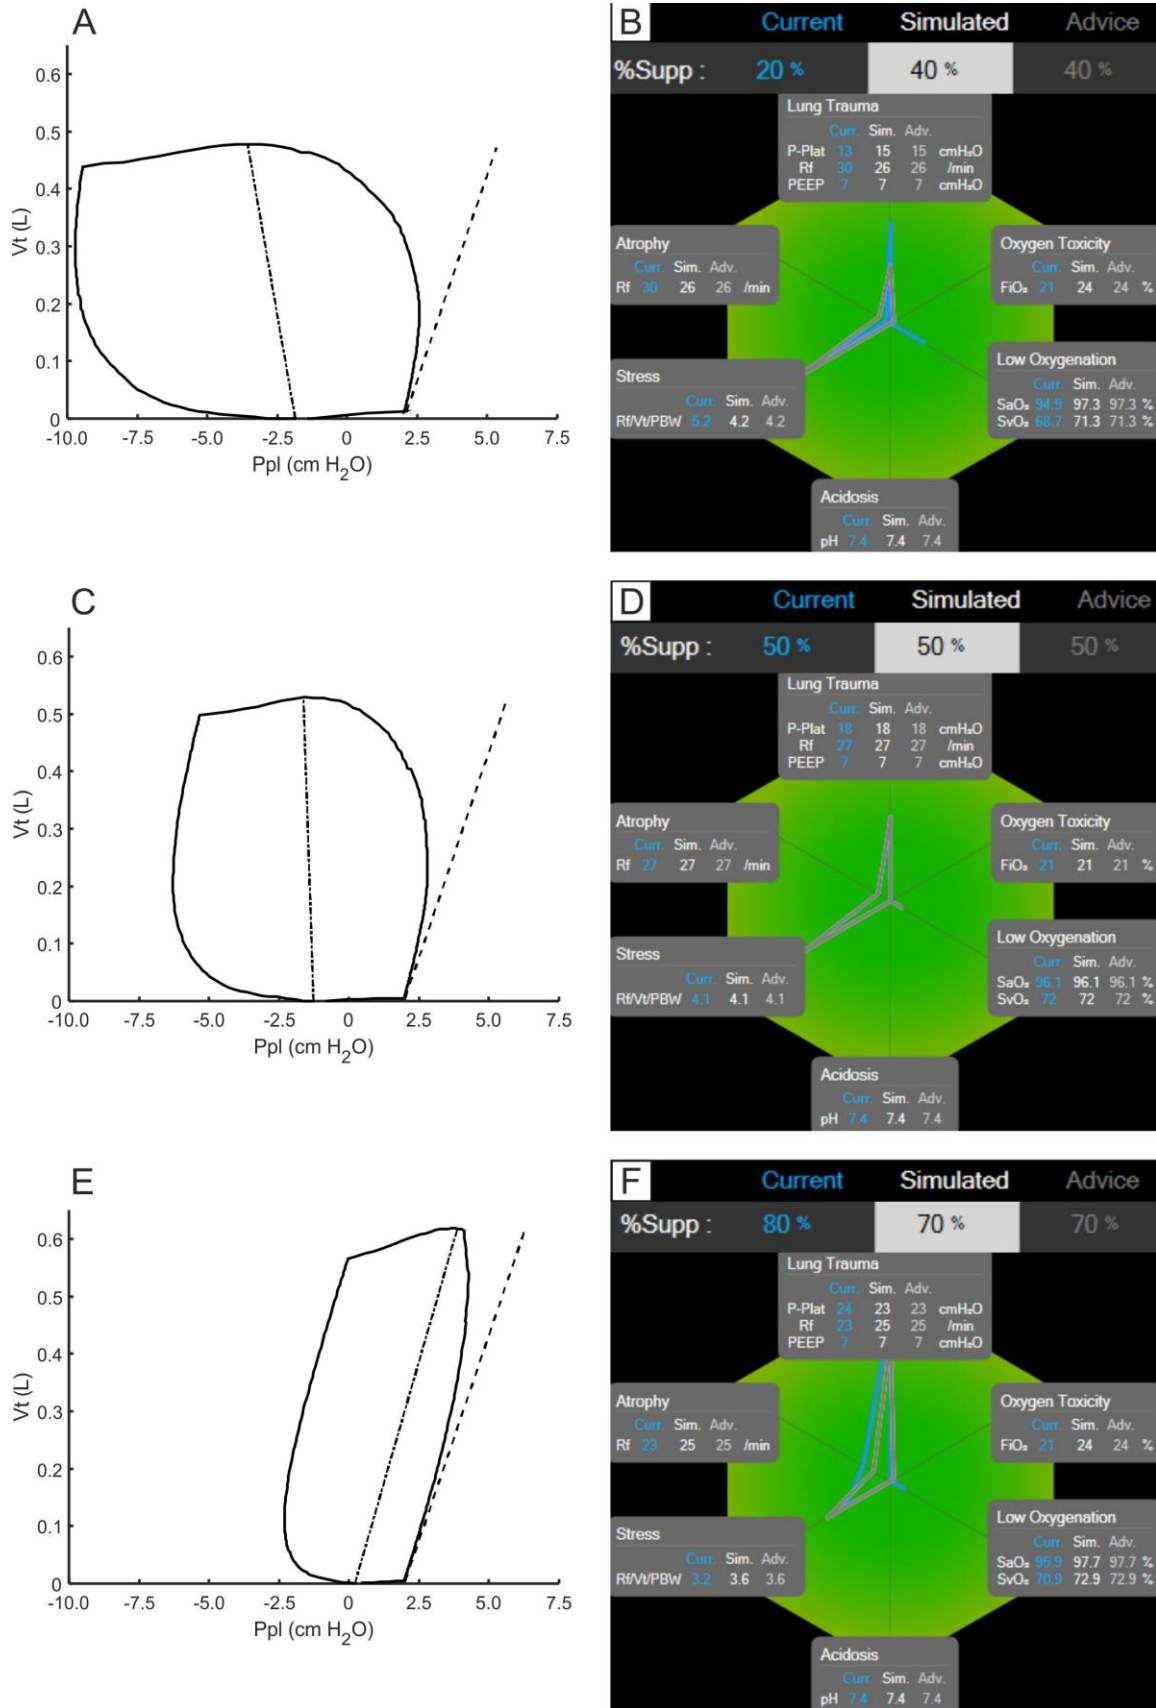 A
0.6
0.5
0.4
0.3
0.2
0.1
0
Vt (L)
-10.0 -7.5 -5.0 -2.5 0 2.5 5.0 7.5
Ppl (cm H₂O)
B
Current Simulated Advice
%Supp : 20 % 40 % 40 %
Lung Trauma
Curr. Sim. Adv.
P-Plat 13 15 15 cmH₂O
Rf 30 26 26 /min
PEEP 7 7 7 cmH₂O
Atrophy
Curr. Sim. Adv.
Rf 30 26 26 /min
Oxygen Toxicity
Curr. Sim. Adv.
FiO₂ 21 24 24 %
Stress
Curr. Sim. Adv.
Rf/Vt/PBW 5.2 4.2 4.2
Low Oxygenation
Curr. Sim. Adv.
SaO₂ 94.9 97.3 97.3 %
SvO₂ 68.7 71.3 71.3 %
Acidosis
Curr. Sim. Adv.
pH 7.4 7.4 7.4
C
0.6
0.5
0.4
0.3
0.2
0.1
0
Vt (L)
-10.0 -7.5 -5.0 -2.5 0 2.5 5.0 7.5
Ppl (cm H₂O)
D
Current Simulated Advice
%Supp : 50 % 50 % 50 %
Lung Trauma
Curr. Sim. Adv.
P-Plat 18 18 18 cmH₂O
Rf 27 27 27 /min
PEEP 7 7 7 cmH₂O
Atrophy
Curr. Sim. Adv.
Rf 27 27 27 /min
Oxygen Toxicity
Curr. Sim. Adv.
FiO₂ 21 21 21 %
Stress
Curr. Sim. Adv.
Rf/Vt/PBW 4.1 4.1 4.1
Low Oxygenation
Curr. Sim. Adv.
SaO₂ 96.1 96.1 96.1 %
SvO₂ 72 72 72 %
Acidosis
Curr. Sim. Adv.
pH 7.4 7.4 7.4
E
0.6
0.5
0.4
0.3
0.2
0.1
0
Vt (L)
-10.0 -7.5 -5.0 -2.5 0 2.5 5.0 7.5
Ppl (cm H₂O)
F
Current Simulated Advice
%Supp : 80 % 70 % 70 %
Lung Trauma
Curr. Sim. Adv.
P-Plat 24 23 23 cmH₂O
Rf 23 25 25 /min
PEEP 7 7 7 cmH₂O
Atrophy
Curr. Sim. Adv.
Rf 23 25 25 /min
Oxygen Toxicity
Curr. Sim. Adv.
FiO₂ 21 24 24 %
Stress
Curr. Sim. Adv.
Rf/Vt/PBW 3.2 3.6 3.6
Low Oxygenation
Curr. Sim. Adv.
SaO₂ 95.9 97.7 97.7 %
SvO₂ 70.9 72.9 72.9 %
Acidosis
Curr. Sim. Adv.
pH 7.4 7.4 7.4